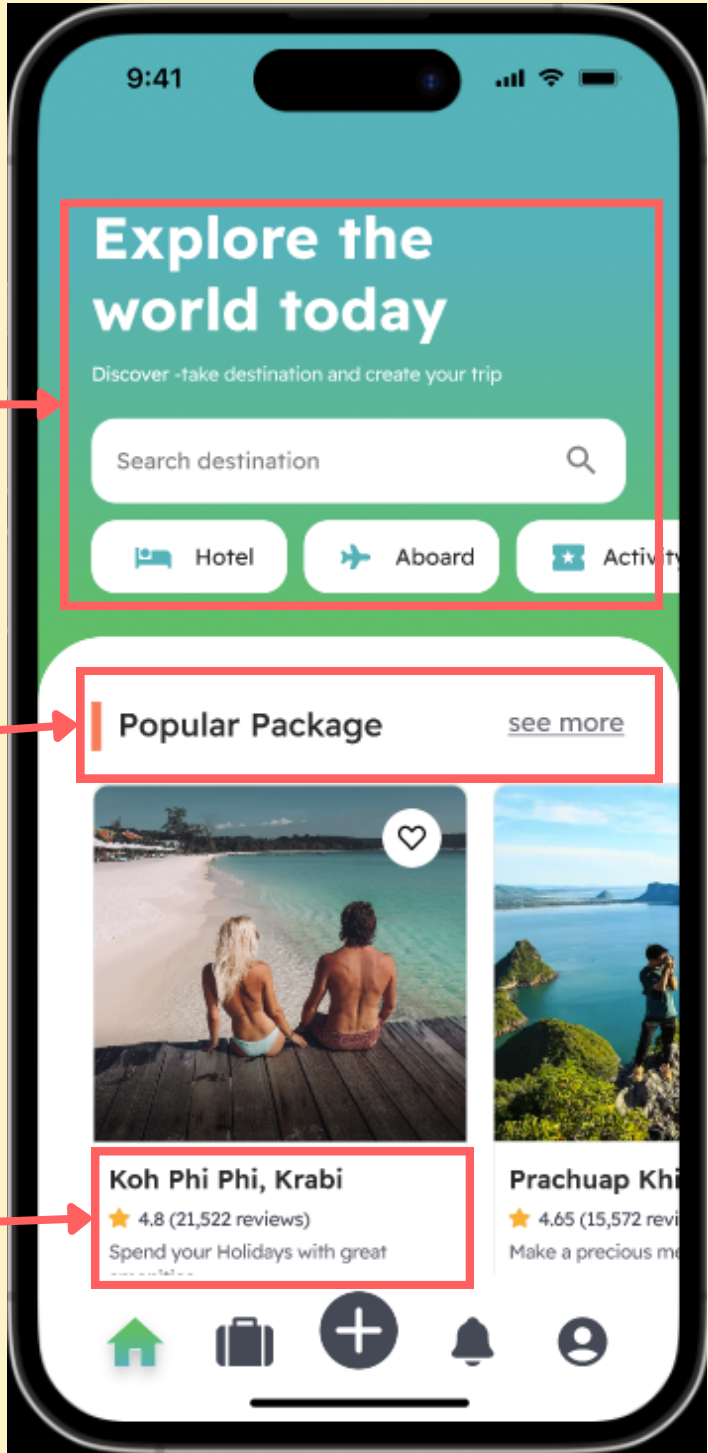 9:41
Explore the
world today
Discover -take destination and create your trip
Search destination
Hotel
Aboard
Activity
Popular Package
see more
Koh Phi Phi, Krabi
4.8 (21,522 reviews)
Spend your Holidays with great
Prachuap Khi
4.65 (15,572 revi
Make a precious